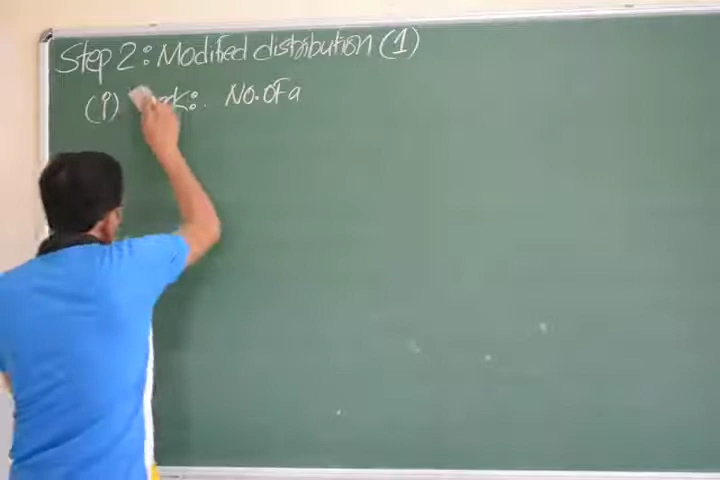 Step 2: Modified distribution (1)
(i) No. of a